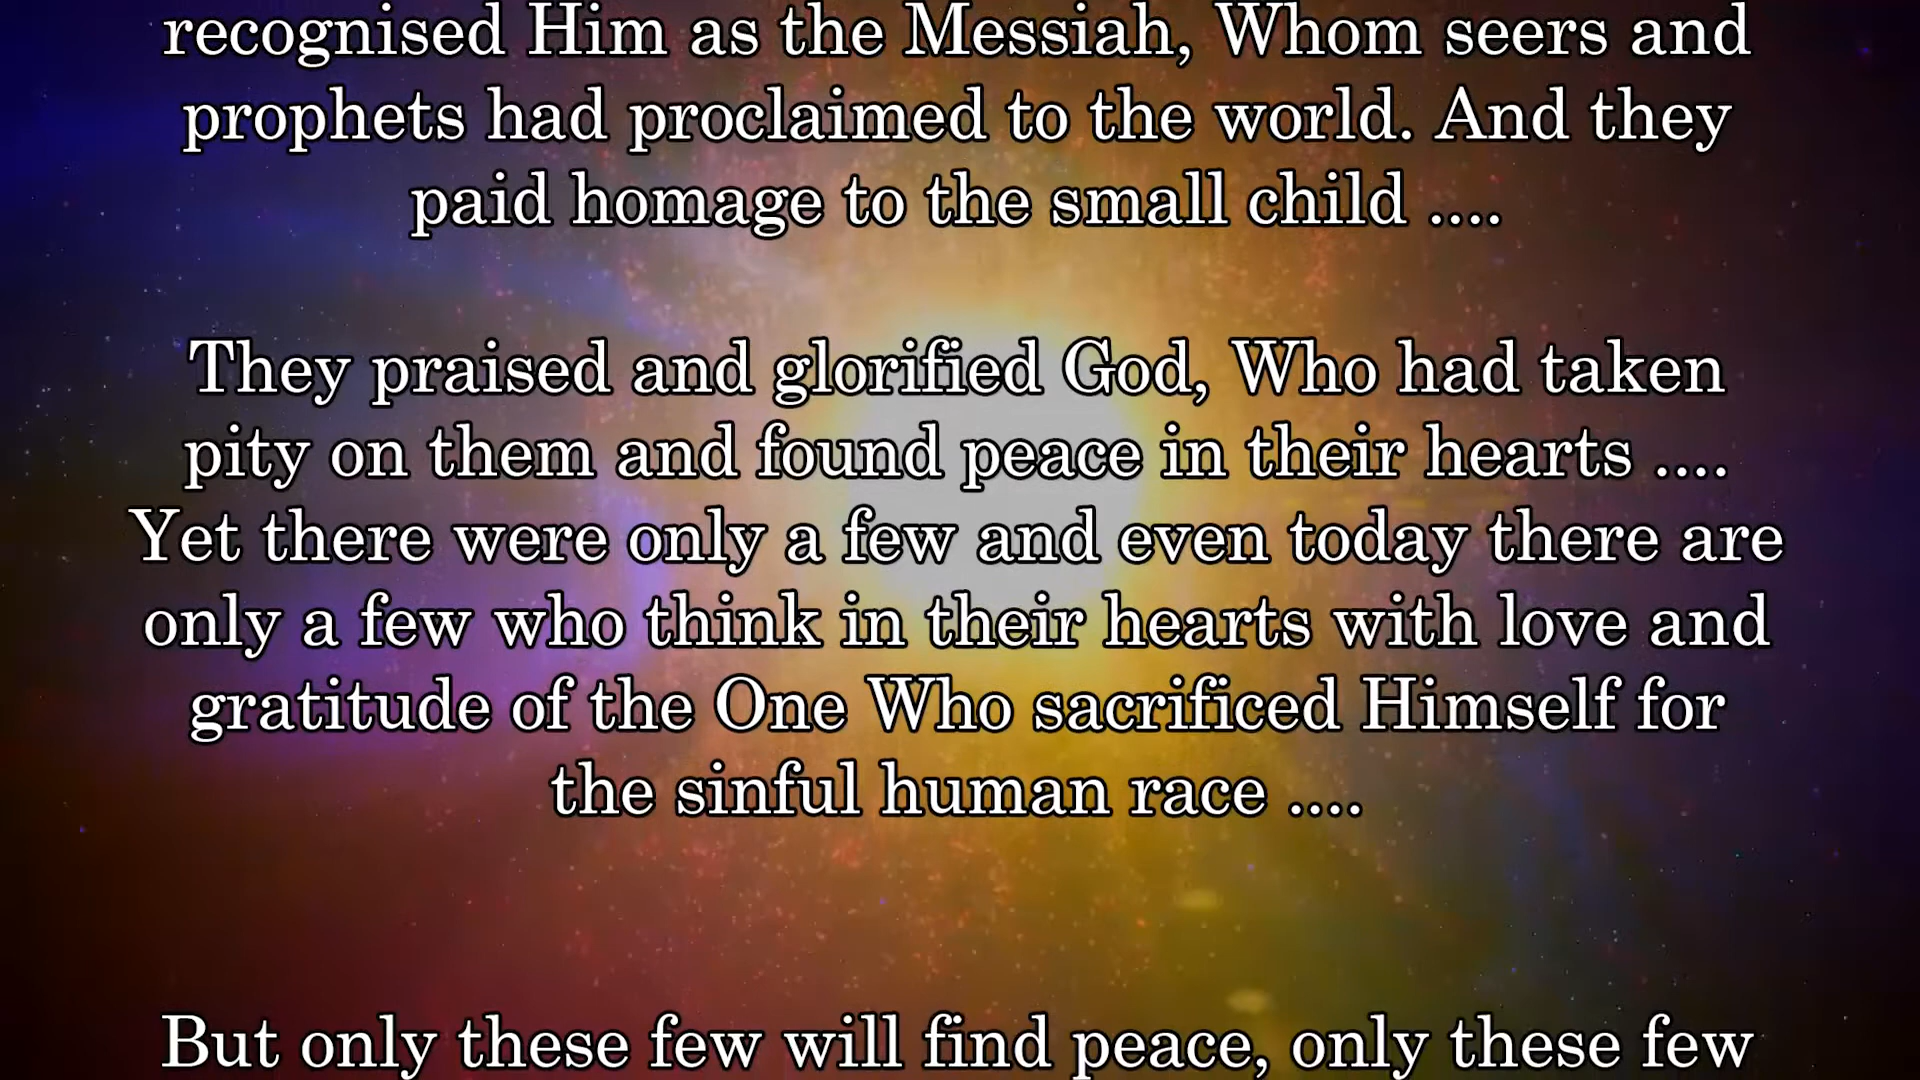 recognised Him as the Messiah, Whom seers and
prophets had proclaimed to the world. And they
paid homage to the small child ....
They praised and glorified God, Who had taken
pity on them and found peace in their hearts ....
Yet there were only a few and even today there are
only a few who think in their hearts with love and
gratitude of the One Who sacrificed Himself for
the sinful human race ....
But only these few will find peace, only these few